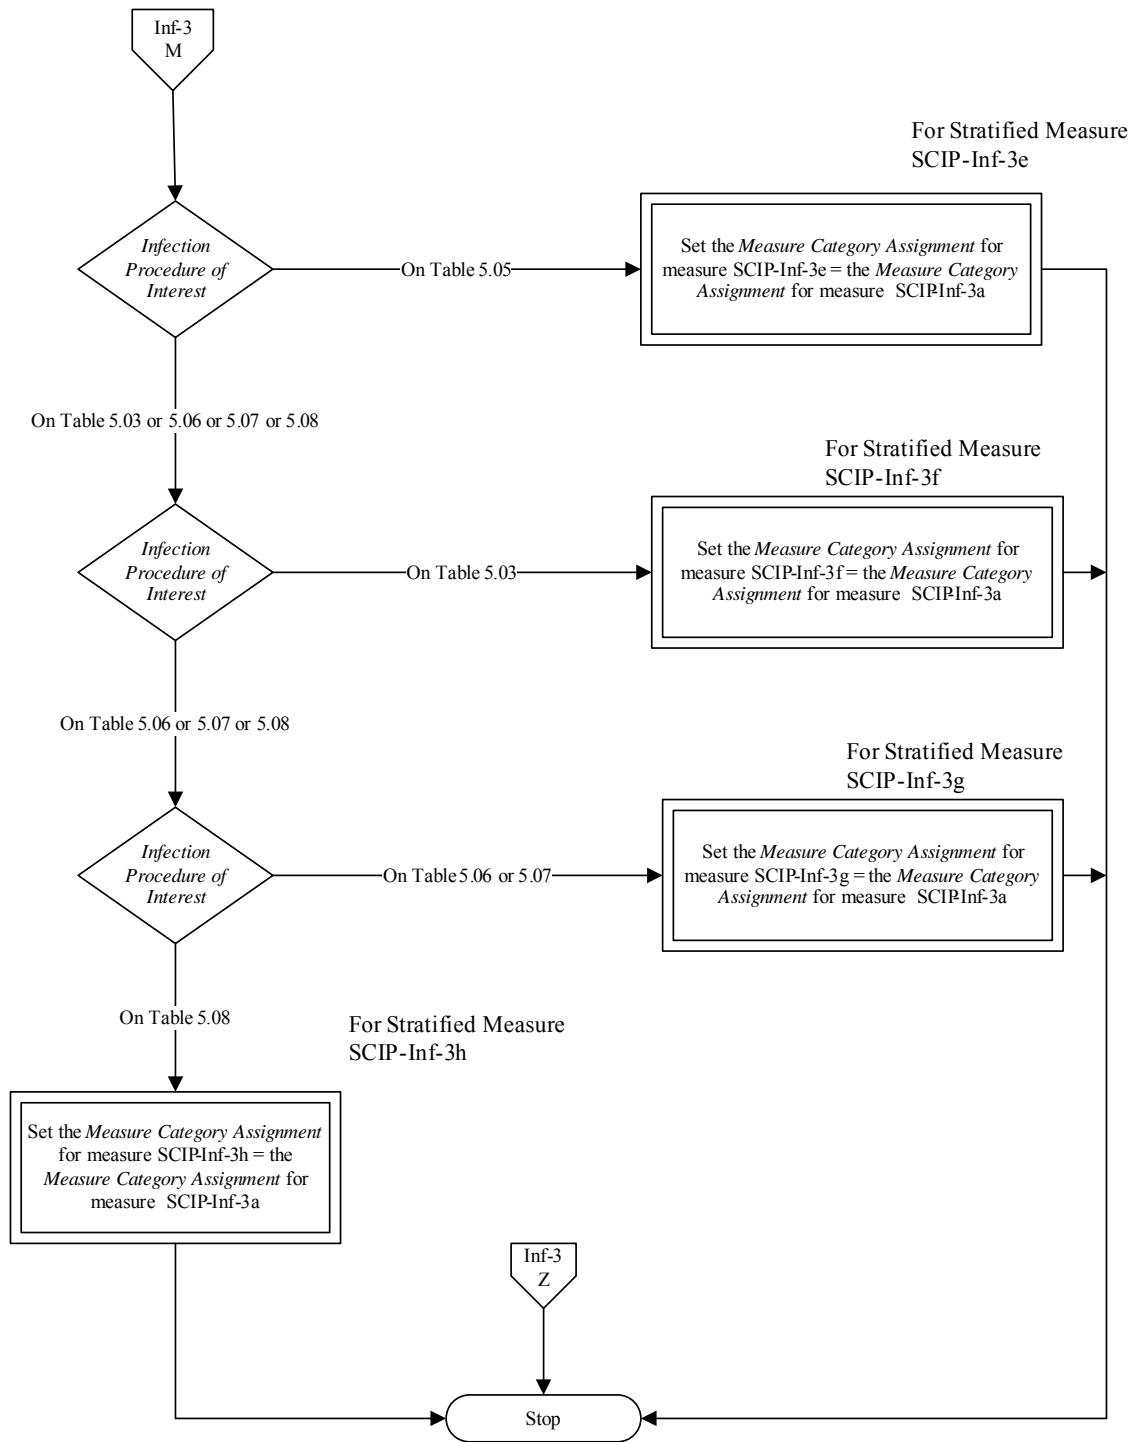 Inf-3
M
For Stratified Measure
SCIP-Inf-3e
Infection
Procedure of
Interest
On Table 5.05
Set the Measure Category Assignment for
measure SCIP-Inf-3e = the Measure Category
Assignment for measure SCIP-Inf-3a
On Table 5.03 or 5.06 or 5.07 or 5.08
For Stratified Measure
SCIP-Inf-3f
Infection
Procedure of
Interest
On Table 5.03
Set the Measure Category Assignment for
measure SCIP-Inf-3f = the Measure Category
Assignment for measure SCIP-Inf-3a
On Table 5.06 or 5.07 or 5.08
For Stratified Measure
SCIP-Inf-3g
Infection
Procedure of
Interest
On Table 5.06 or 5.07
Set the Measure Category Assignment for
measure SCIP-Inf-3g = the Measure Category
Assignment for measure SCIP-Inf-3a
On Table 5.08
For Stratified Measure
SCIP-Inf-3h
Set the Measure Category Assignment
for measure SCIP-Inf-3h = the
Measure Category Assignment for
measure SCIP-Inf-3a
Inf-3
Z
Stop